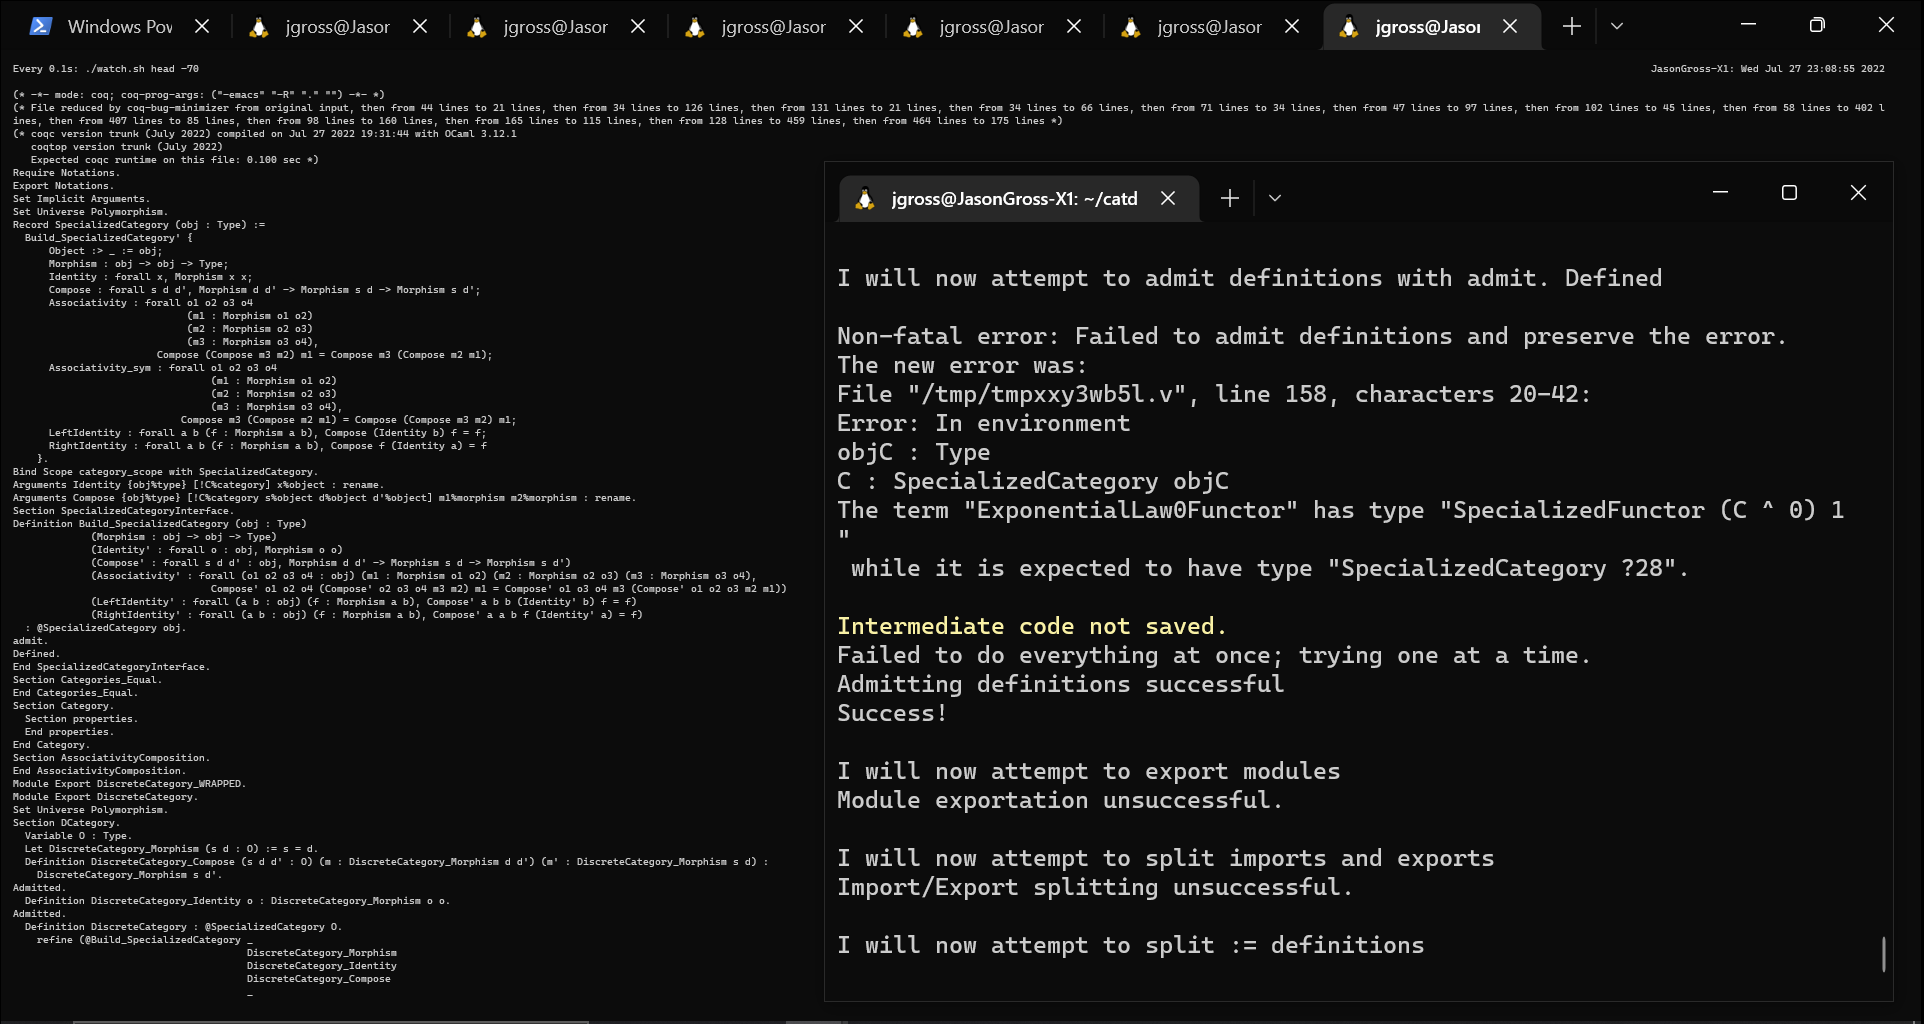 Windows Pov
jgross@Jasor
jgross@Jasor
jgross@Jasor
jgross@Jasor
jgross@Jasor
jgross@Jasor
Every 0.1s: ./watch.sh head -70
JasonGross-X1: Wed Jul 27 23:08:55 2022
(* -*- mode: coq; coq-prog-args: ("-emacs" "-R" "." "") -*- *)
(* File reduced by coq-bug-minimizer from original input, then from 44 lines to 21 lines, then from 34 lines to 126 lines, then from 131 lines to 21 lines, then from 34 lines to 66 lines, then from 71 lines to 34 lines, then from 47 lines to 97 lines, then from 102 lines to 45 lines, then from 58 lines to 402 l
ines, then from 407 lines to 85 lines, then from 98 lines to 160 lines, then from 165 lines to 115 lines, then from 128 lines to 459 lines, then from 464 lines to 175 lines *)
(* coqc version trunk (July 2022) compiled on Jul 27 2022 19:31:44 with OCaml 3.12.1
coqtop version trunk (July 2022)
Expected coqc runtime on this file: 0.100 sec *)
Require Notations.
Export Notations.
Set Implicit Arguments.
Set Universe Polymorphism.
Record SpecializedCategory (obj : Type) :=
Build_SpecializedCategory' {
Object :> _ := obj;
Morphism : obj -> obj -> Type;
Identity : forall x, Morphism x x;
Compose : forall s d d', Morphism d d' -> Morphism s d -> Morphism s d';
Associativity : forall o1 o2 o3 o4
(m1 : Morphism o1 o2)
(m2 : Morphism o2 o3)
(m3 : Morphism o3 o4),
Compose (Compose m3 m2) m1 = Compose m3 (Compose m2 m1);
Associativity_sym : forall o1 o2 o3 o4
(m1 : Morphism o1 o2)
(m2 : Morphism o2 o3)
(m3 : Morphism o3 o4),
Compose m3 (Compose m2 m1) = Compose (Compose m3 m2) m1;
LeftIdentity : forall a b (f : Morphism a b), Compose (Identity b) f = f;
RightIdentity : forall a b (f : Morphism a b), Compose f (Identity a) = f
}.
Bind Scope category_scope with SpecializedCategory.
Arguments Identity {obj%type} [!C%category] x%object : rename.
Arguments Compose {obj%type} [!C%category s%object d%object d'%object] m1%morphism m2%morphism : rename.
Section SpecializedCategoryInterface.
Definition Build_SpecializedCategory (obj : Type)
(Morphism : obj -> obj -> Type)
(Identity' : forall o : obj, Morphism o o)
(Compose' : forall s d d' : obj, Morphism d d' -> Morphism s d -> Morphism s d')
(Associativity' : forall (o1 o2 o3 o4 : obj) (m1 : Morphism o1 o2) (m2 : Morphism o2 o3) (m3 : Morphism o3 o4),
Compose' o1 o2 o4 (Compose' o2 o3 o4 m3 m2) m1 = Compose' o1 o3 o4 m3 (Compose' o1 o2 o3 m2 m1))
(LeftIdentity' : forall (a b : obj) (f : Morphism a b), Compose' a b b (Identity' b) f = f)
(RightIdentity' : forall (a b : obj) (f : Morphism a b), Compose' a a b f (Identity' a) = f)
: @SpecializedCategory obj.
admit.
Defined.
End SpecializedCategoryInterface.
Section Categories_Equal.
End Categories_Equal.
Section Category.
Section properties.
End properties.
End Category.
Section AssociativityComposition.
End AssociativityComposition.
Module Export DiscreteCategory_WRAPPED.
Module Export DiscreteCategory.
Set Universe Polymorphism.
Section DCategory.
Variable O : Type.
Let DiscreteCategory_Morphism (s d : O) := s = d.
Definition DiscreteCategory_Compose (s d d' : O) (m : DiscreteCategory_Morphism d d') (m' : DiscreteCategory_Morphism s d) :
DiscreteCategory_Morphism s d'.
Admitted.
Definition DiscreteCategory_Identity o : DiscreteCategory_Morphism o o.
Admitted.
Definition DiscreteCategory : @SpecializedCategory O.
refine (@Build_SpecializedCategory _
DiscreteCategory_Morphism
DiscreteCategory_Identity
DiscreteCategory_Compose
_
jgross@JasonGross-X1: ~/catd
I will now attempt to admit definitions with admit. Defined
Non-fatal error: Failed to admit definitions and preserve the error.
The new error was:
File "/tmp/tmpxxy3wb5l.v", line 158, characters 20-42:
Error: In environment
objC : Type
C : SpecializedCategory objC
The term "ExponentialLaw0Functor" has type "SpecializedFunctor (C ^ 0) 1
"
while it is expected to have type "SpecializedCategory ?28".
Intermediate code not saved.
Failed to do everything at once; trying one at a time.
Admitting definitions successful
Success!
I will now attempt to export modules
Module exportation unsuccessful.
I will now attempt to split imports and exports
Import/Export splitting unsuccessful.
I will now attempt to split := definitions